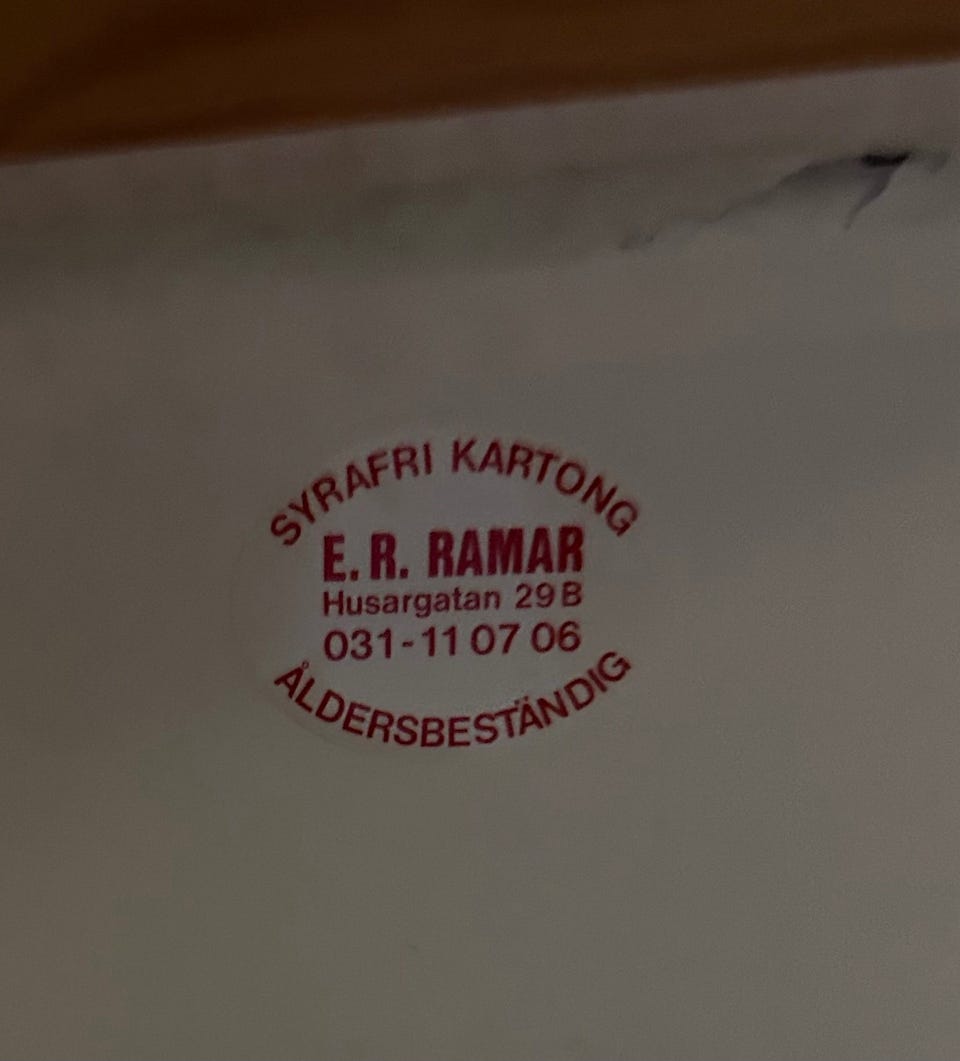 SYRAFRI KARTONG
E. R. RAMAR
Husargatan 29 B
031-11 07 06
ÅLDERSBESTÄNDIG